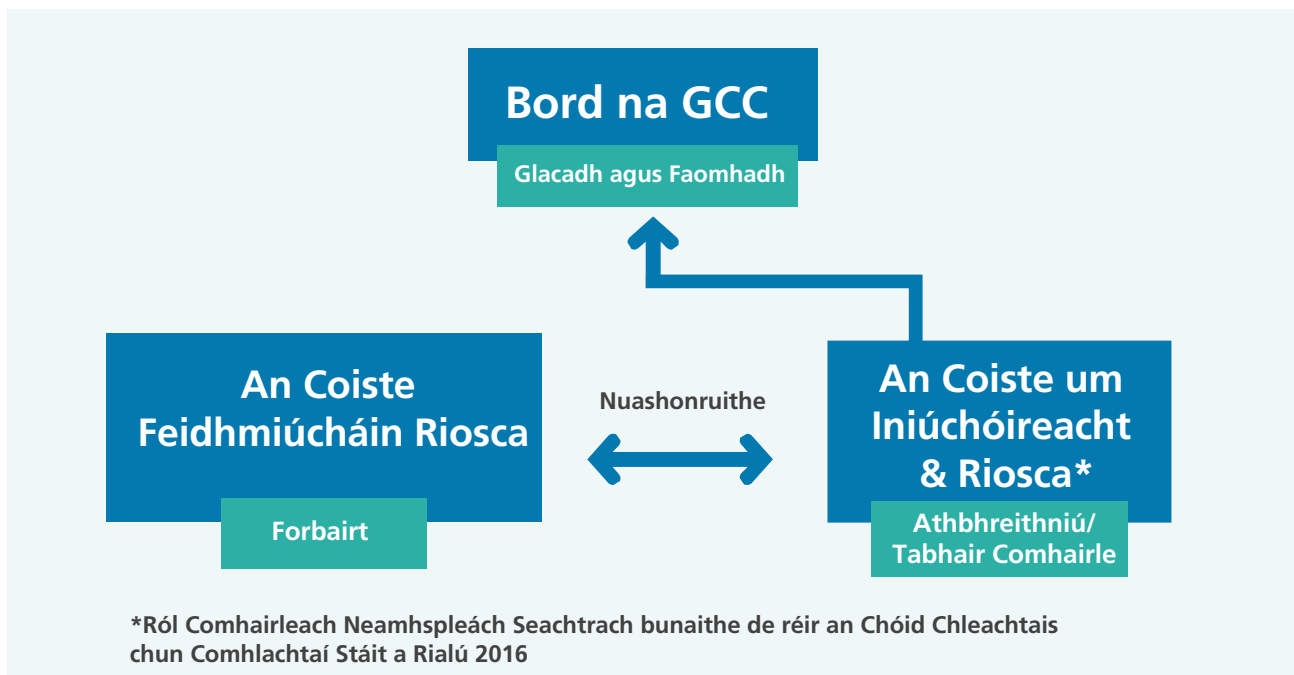 Bord na GCC
Glacadh agus Faomhadh
An Coiste
Feidhmiúcháin Riosca
Forbairt
Nuashonruithe
An Coiste um
Iniúchóireacht
& Riosca*
Athbhreithniú/
Tabhair Comhairle
*Ról Comhairleach Neamhspleách Seachtrach bunaithe de réir an Chóid Chleachtais
chun Comhlachtaí Stáit a Rialú 2016